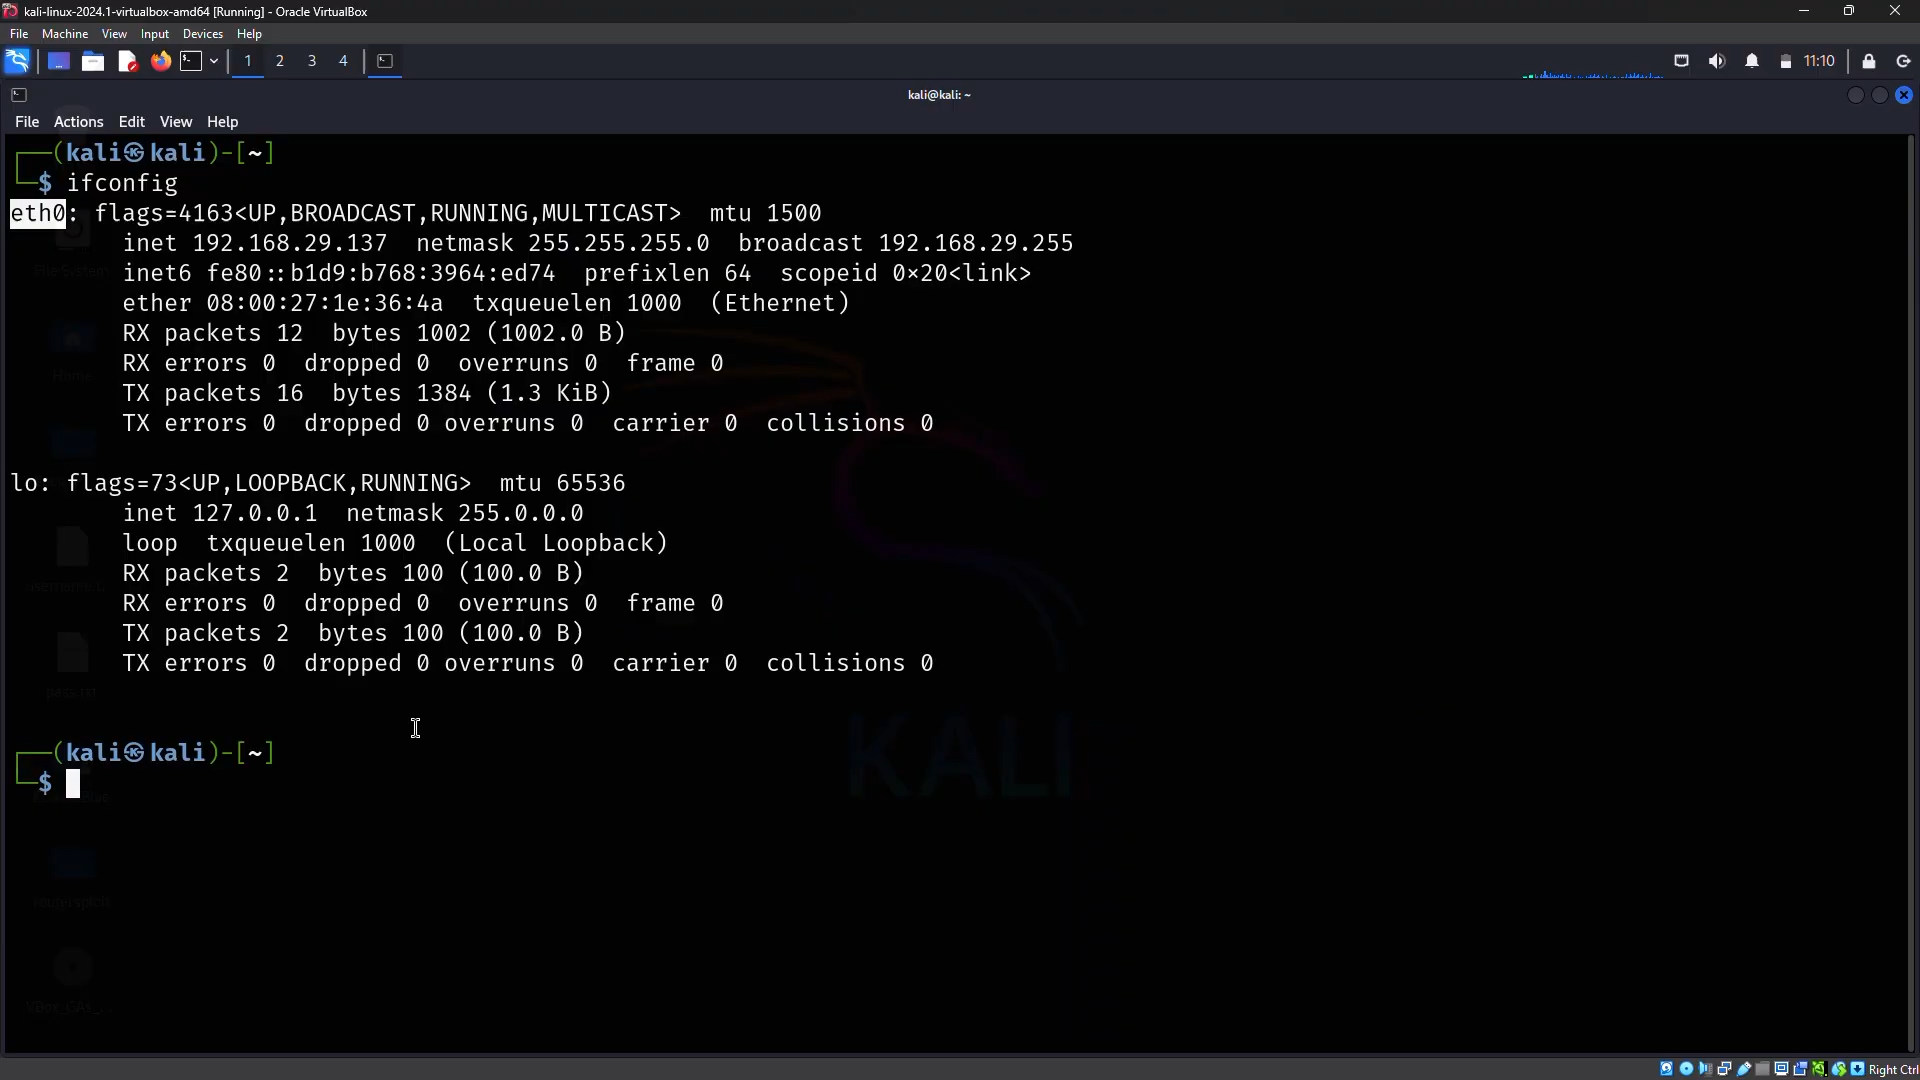 kali-linux-2024.1-virtualbox-amd64 [Running] - Oracle VirtualBox
File Machine View Input Devices Help
1 2 3 4 11:10
kali@kali: ~
File Actions Edit View Help
┌──(kali㉿kali)-[~]
└─$ ifconfig
eth0: flags=4163<UP,BROADCAST,RUNNING,MULTICAST>  mtu 1500
        inet 192.168.29.137  netmask 255.255.255.0  broadcast 192.168.29.255
        inet6 fe80::b1d9:b768:3964:ed74  prefixlen 64  scopeid 0×20<link>
        ether 08:00:27:1e:36:4a  txqueuelen 1000  (Ethernet)
        RX packets 12  bytes 1002 (1002.0 B)
        RX errors 0  dropped 0  overruns 0  frame 0
        TX packets 16  bytes 1384 (1.3 KiB)
        TX errors 0  dropped 0 overruns 0  carrier 0  collisions 0

lo: flags=73<UP,LOOPBACK,RUNNING>  mtu 65536
        inet 127.0.0.1  netmask 255.0.0.0
        loop  txqueuelen 1000  (Local Loopback)
        RX packets 2  bytes 100 (100.0 B)
        RX errors 0  dropped 0  overruns 0  frame 0
        TX packets 2  bytes 100 (100.0 B)
        TX errors 0  dropped 0 overruns 0  carrier 0  collisions 0

┌──(kali㉿kali)-[~]
└─$
KALI
File System
Home
pass.txt
Right Ctrl